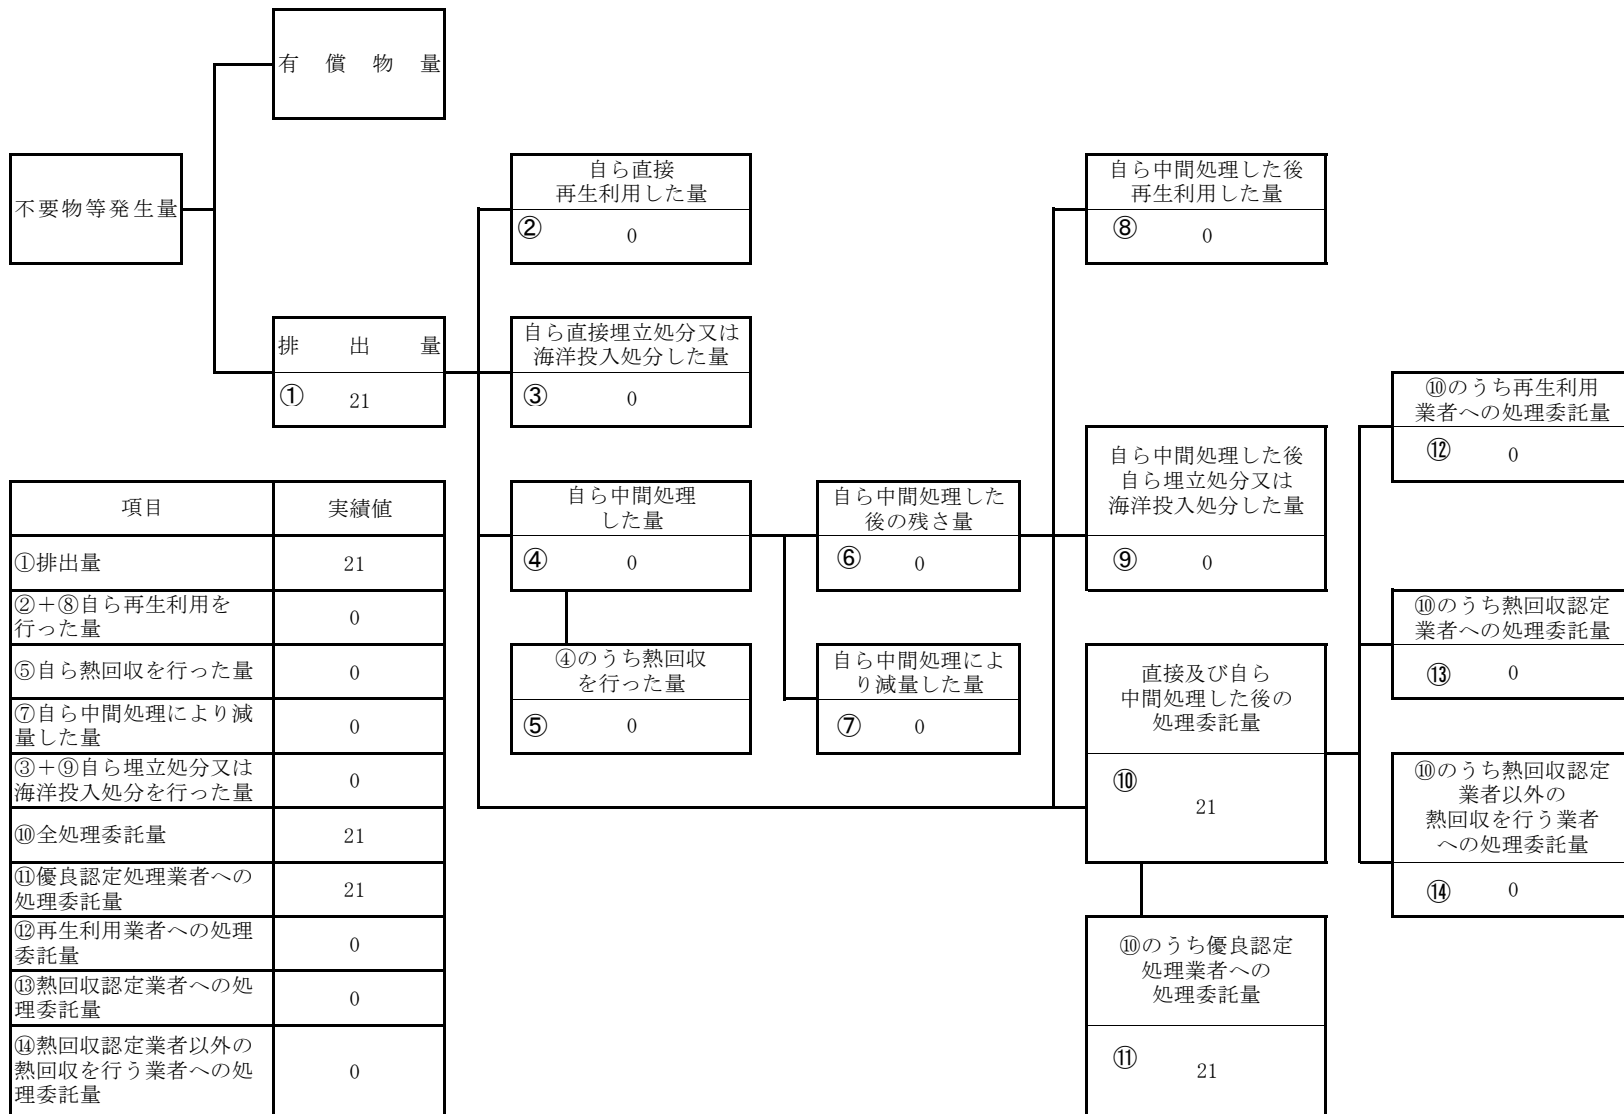 有償物量
不要物等発生量
排出量
① 21
自ら直接
再生利用した量
② 0
自ら直接埋立処分又は
海洋投入処分した量
③ 0
自ら中間処理
した量
④ 0
④のうち熱回収
を行った量
⑤ 0
自ら中間処理した
後の残さ量
⑥ 0
自ら中間処理によ
り減量した量
⑦ 0
自ら中間処理した後
再生利用した量
⑧ 0
自ら中間処理した後
自ら埋立処分又は
海洋投入処分した量
⑨ 0
直接及び自ら
中間処理した後の
処理委託量
⑩
21
⑩のうち優良認定
処理業者への
処理委託量
⑪
21
⑩のうち再生利用
業者への処理委託量
⑫ 0
⑩のうち熱回収認定
業者への処理委託量
⑬ 0
⑩のうち熱回収認定
業者以外の
熱回収を行う業者
への処理委託量
⑭ 0
項目 実績値
①排出量 21
②+⑧自ら再生利用を
行った量
0
⑤自ら熱回収を行った量 0
⑦自ら中間処理により減
量した量
0
③+⑨自ら埋立処分又は
海洋投入処分を行った量
0
⑩全処理委託量 21
⑪優良認定処理業者への
処理委託量
21
⑫再生利用業者への処理
委託量
0
⑬熱回収認定業者への処
理委託量
0
⑭熱回収認定業者以外の
熱回収を行う業者への処
理委託量
0